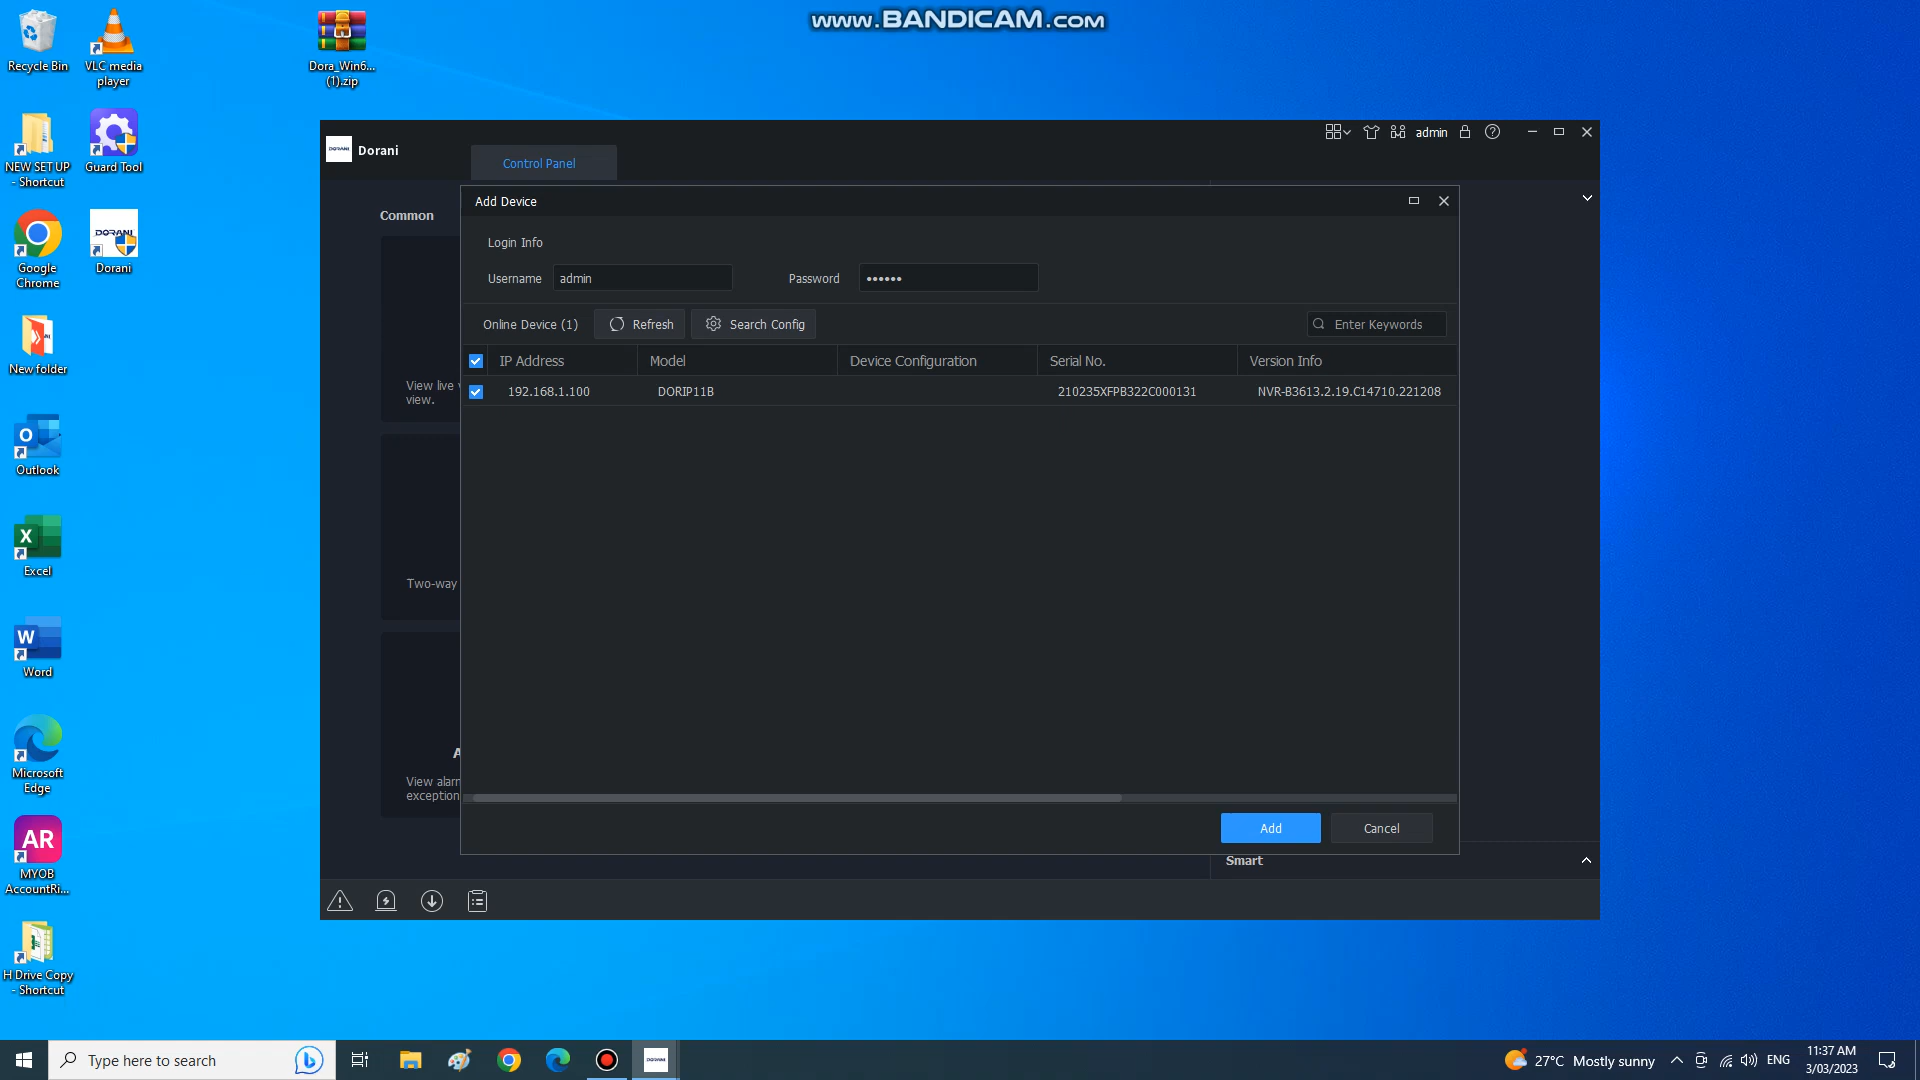 WWW.BANDICAM.COM
Recycle Bin
VLC media
player
Dora_Win6...
(1).zip
NEW SET UP
- Shortcut
Guard Tool
Google
Chrome
DORANI
Dorani
New folder
Outlook
Excel
Word
Microsoft
Edge
AR
MYOB
AccountRi...
H Drive Copy
- Shortcut
DORANI
Dorani
Control Panel
admin
Common
View live
view.
Two-way
A
View alarm
exception
Add Device
Login Info
Username
admin
Password
••••••
Online Device (1)
Refresh
Search Config
Enter Keywords
IP Address
Model
Device Configuration
Serial No.
Version Info
192.168.1.100
DORIP11B
210235XFPB322C000131
NVR-B3613.2.19.C14710.221208
Add
Cancel
Smart
Type here to search
DORANI
27°C Mostly sunny
ENG
11:37 AM
3/03/2023